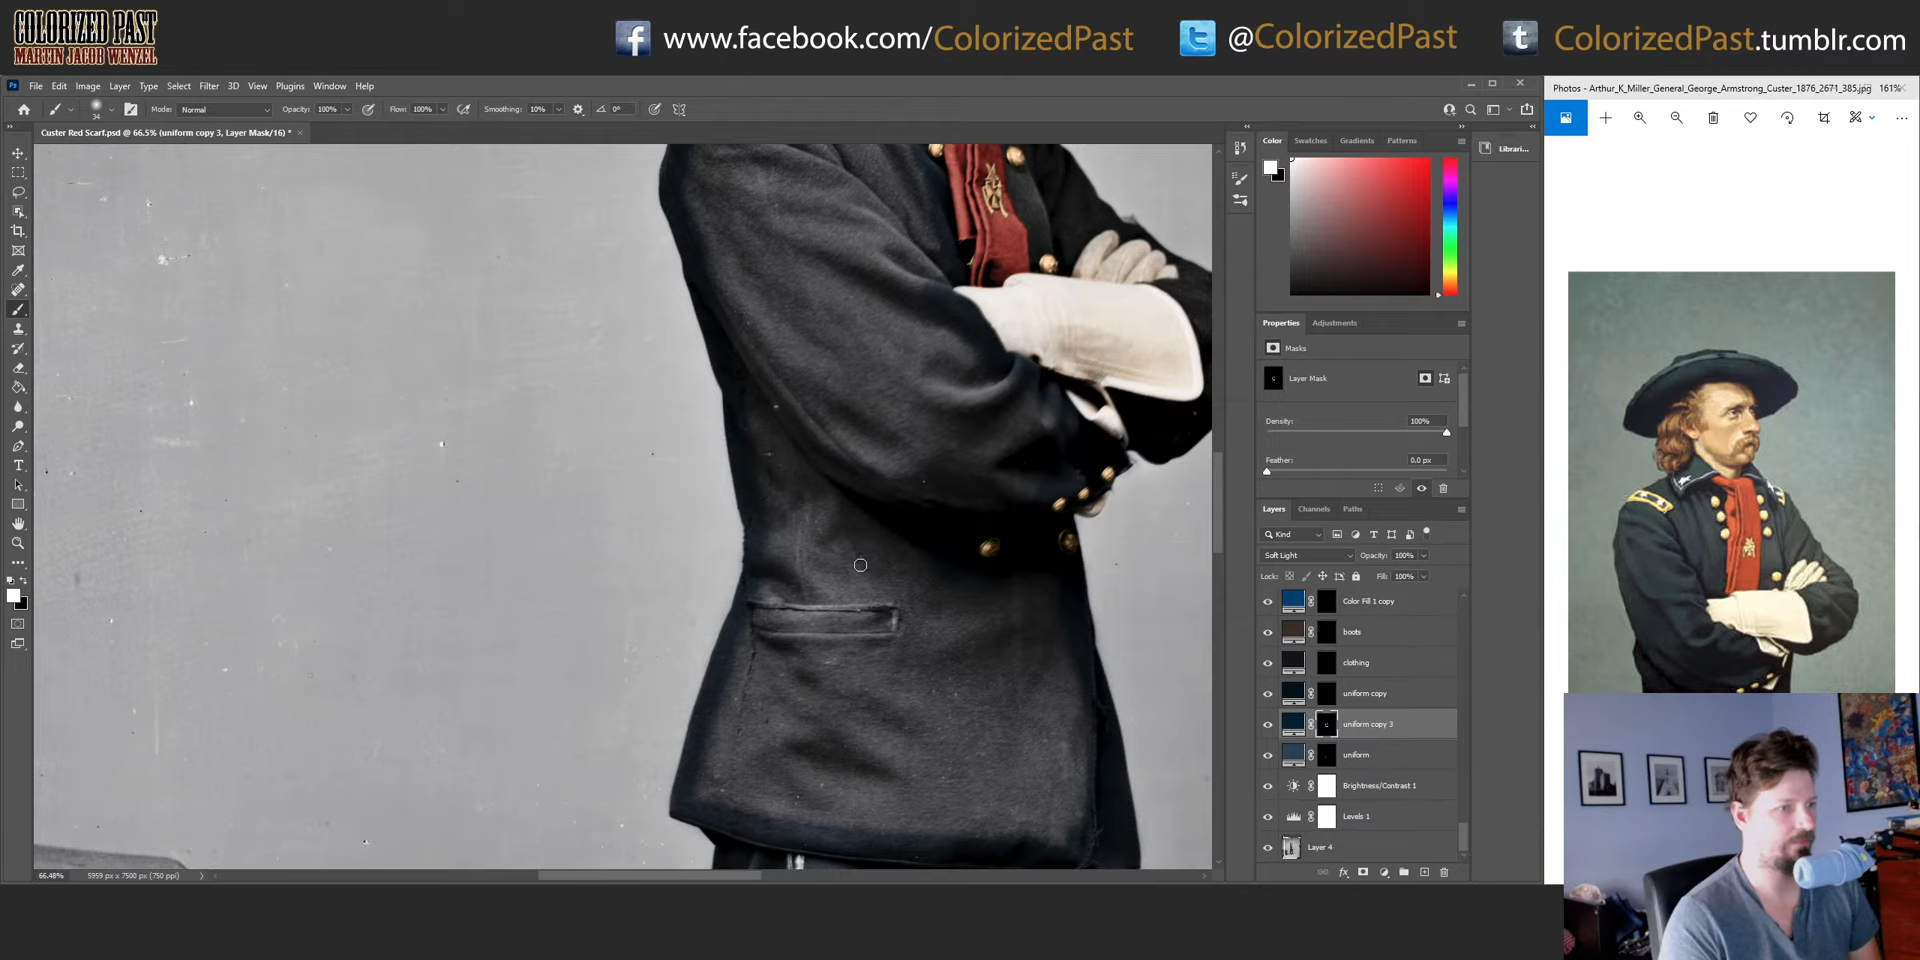 COLORIZED PAST
MARTIN JACOB WENZEL
www.facebook.com/ColorizedPast
@ColorizedPast
ColorizedPast.tumblr.com
Ps File Edit Image Layer Type Select Filter 3D View Plugins Window Help
Photos - Arthur_K_Miller_General_George_Armstrong_Custer_1876_2671_385.jpg 161%
34 Mode: Normal Opacity: 100% Flow: 100% Smoothing: 10% 0°
Custer Red Scarf.psd @ 66.5% (uniform copy 3, Layer Mask/16) *
Color Swatches Gradients Patterns
Librari...
Properties Adjustments
Masks
Layer Mask
Density: 100%
Feather: 0.0 px
Layers Channels Paths
Kind
Soft Light Opacity: 100%
Lock: Fill: 100%
Color Fill 1 copy
boots
clothing
uniform copy
uniform copy 3
uniform
Brightness/Contrast 1
Levels 1
Layer 4
66.48% 5959 px x 7500 px (750 ppi)